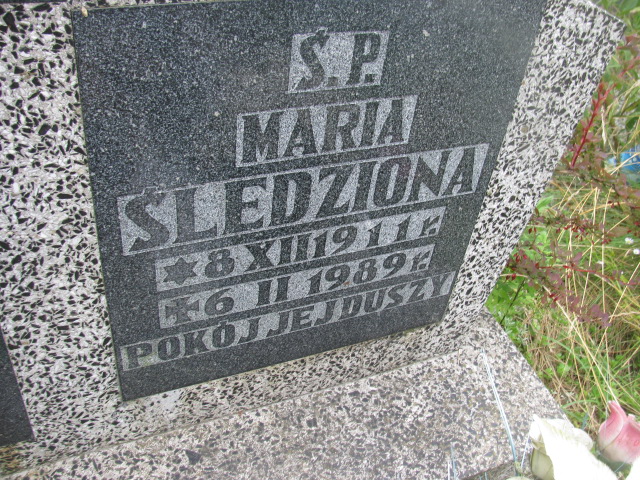 Ś.P.
MARIA
ŚLEDZIONA
★8 XII 1911 r.
✠6 II 1989 r.
POKÓJ JEJ DUSZY